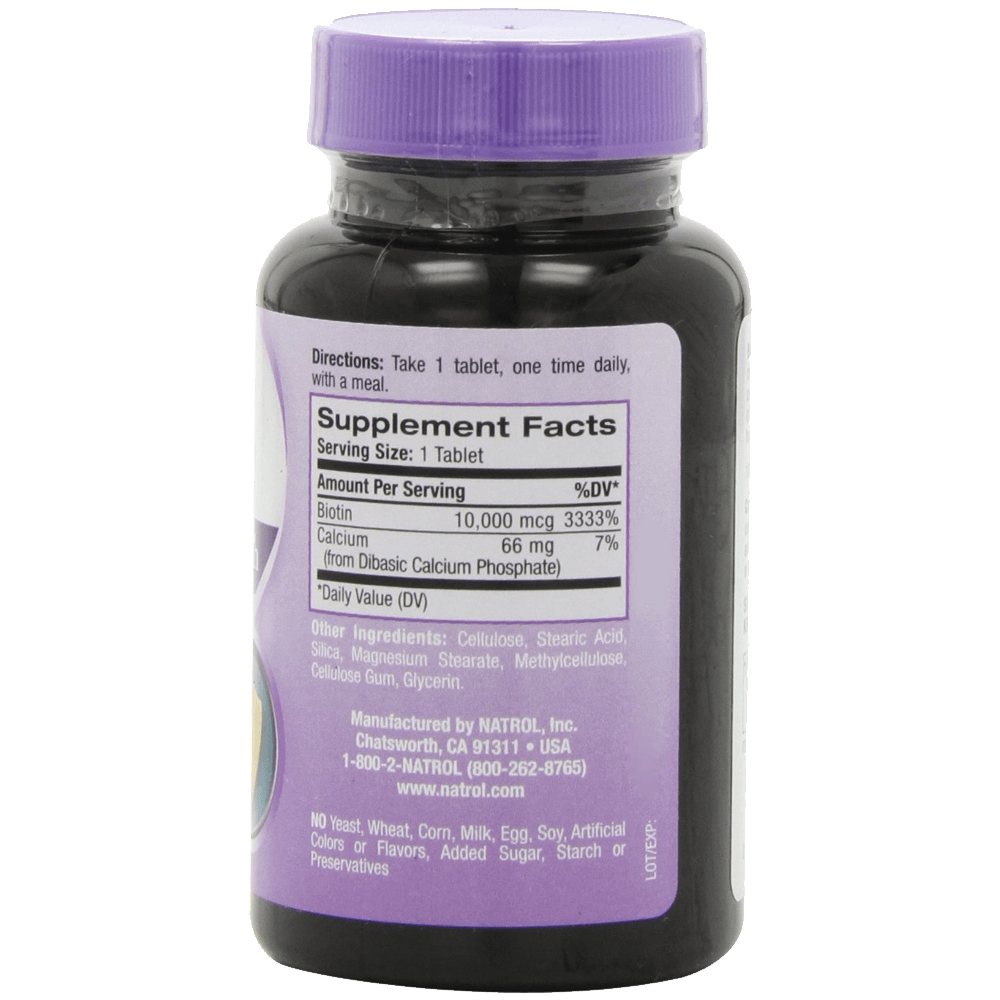 Directions: Take 1 tablet, one time daily,
with a meal.
Supplement Facts
Serving Size: 1 Tablet
Amount Per Serving %DV*
Biotin 10,000 mcg 3333%
Calcium 66 mg 7%
(from Dibasic Calcium Phosphate)
*Daily Value (DV)
Other Ingredients: Cellulose, Stearic Acid,
Silica, Magnesium Stearate, Methylcellulose,
Cellulose Gum, Glycerin.
Manufactured by NATROL, Inc.
Chatsworth, CA 91311 • USA
1-800-2-NATROL (800-262-8765)
www.natrol.com
NO Yeast, Wheat, Corn, Milk, Egg, Soy, Artificial
Colors or Flavors, Added Sugar, Starch or
Preservatives
LOT/EXP: